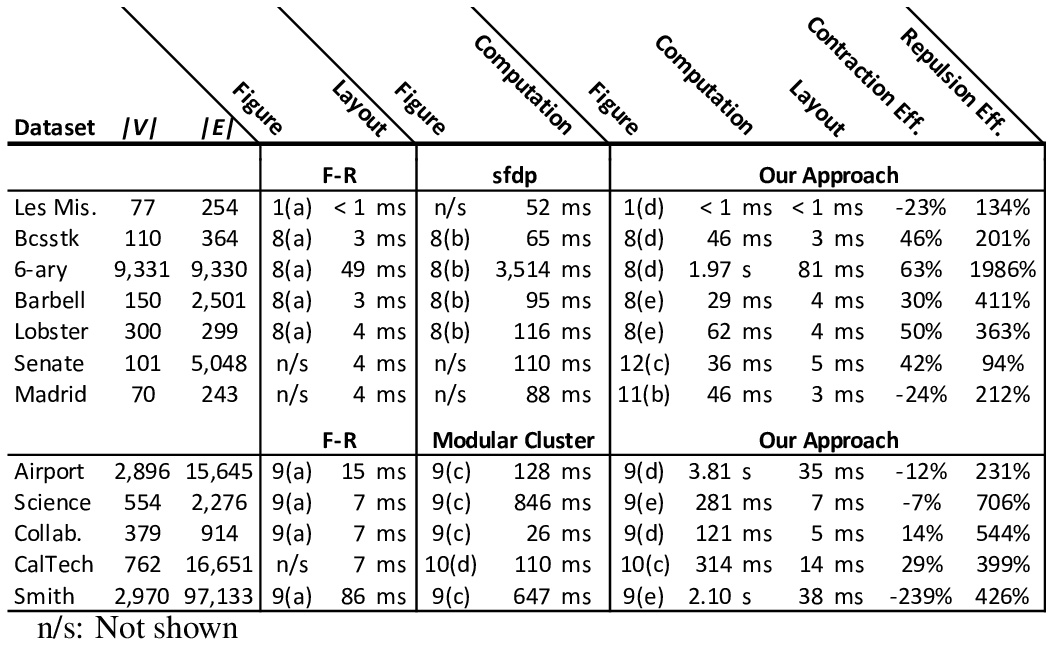 Figure Layout Figure Computation Figure Computation Layout Contraction Eff. Repulsion Eff.
Dataset |V| |E|
F-R sfdp Our Approach
Les Mis. 77 254 1(a) < 1 ms n/s 52 ms 1(d) < 1 ms < 1 ms -23% 134%
Bcsstk 110 364 8(a) 3 ms 8(b) 65 ms 8(d) 46 ms 3 ms 46% 201%
6-ary 9,331 9,330 8(a) 49 ms 8(b) 3,514 ms 8(d) 1.97 s 81 ms 63% 1986%
Barbell 150 2,501 8(a) 3 ms 8(b) 95 ms 8(e) 29 ms 4 ms 30% 411%
Lobster 300 299 8(a) 4 ms 8(b) 116 ms 8(e) 62 ms 4 ms 50% 363%
Senate 101 5,048 n/s 4 ms n/s 110 ms 12(c) 36 ms 5 ms 42% 94%
Madrid 70 243 n/s 4 ms n/s 88 ms 11(b) 46 ms 3 ms -24% 212%
F-R Modular Cluster Our Approach
Airport 2,896 15,645 9(a) 15 ms 9(c) 128 ms 9(d) 3.81 s 35 ms -12% 231%
Science 554 2,276 9(a) 7 ms 9(c) 846 ms 9(e) 281 ms 7 ms -7% 706%
Collab. 379 914 9(a) 7 ms 9(c) 26 ms 9(d) 121 ms 5 ms 14% 544%
CalTech 762 16,651 n/s 7 ms 10(d) 110 ms 10(c) 314 ms 14 ms 29% 399%
Smith 2,970 97,133 9(a) 86 ms 9(c) 647 ms 9(e) 2.10 s 38 ms -239% 426%
n/s: Not shown